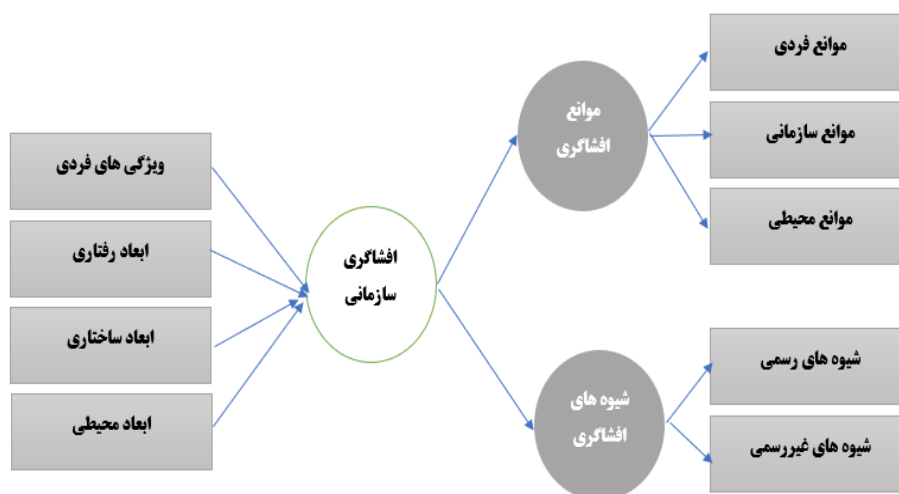 موانع فردی
موانع سازمانی
موانع محیطی
موانع
افشاگری
ویژگی های فردی
ابعاد رفتاری
ابعاد ساختاری
ابعاد محیطی
افشاگری
سازمانی
شیوه های
افشاگری
شیوه های رسمی
شیوه های غیررسمی